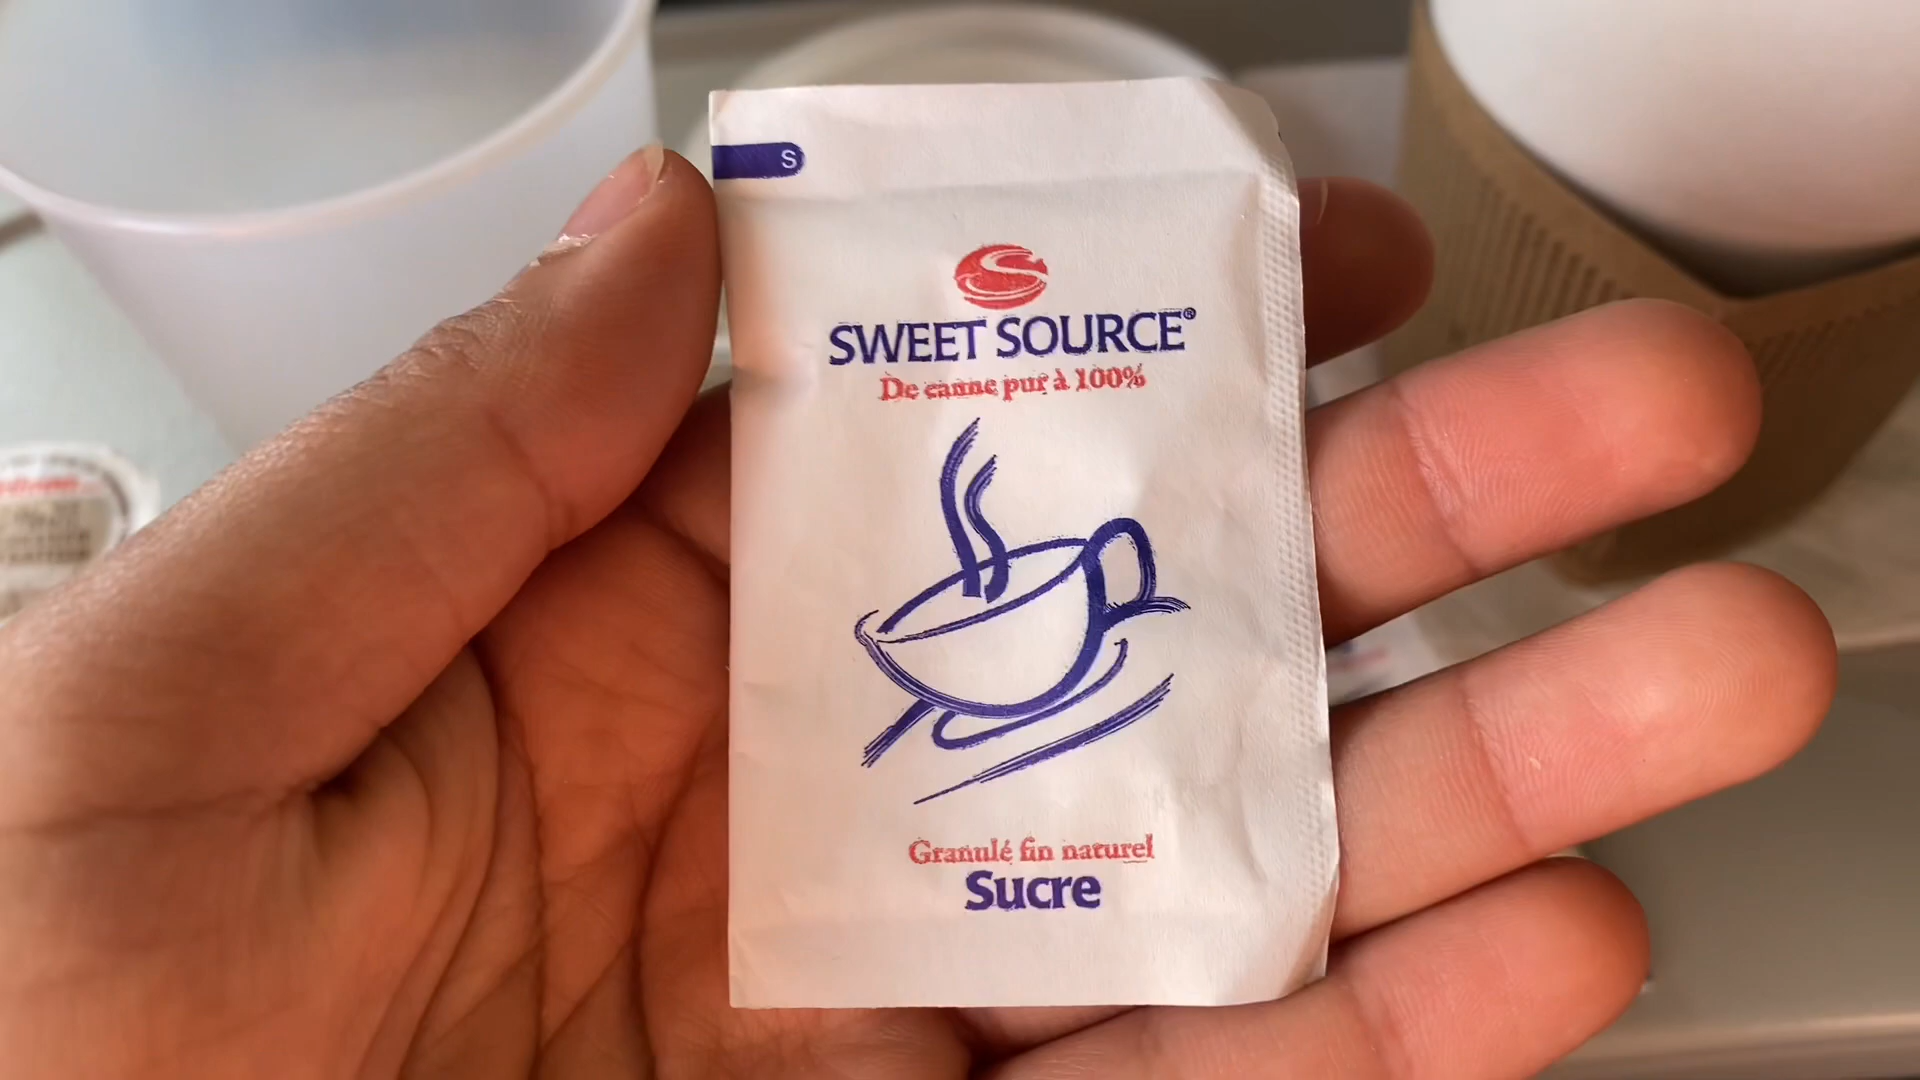 S
SWEET SOURCE®
De canne pur à 100%
Granulé fin naturel
Sucre